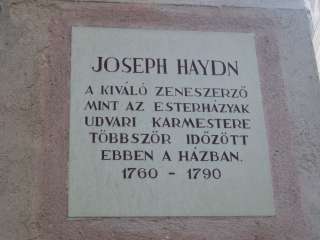 JOSEPH HAYDN
A KIVÁLÓ ZENESZERZŐ
MINT AZ ESTERHÁZYAK
UDVARI KARMESTERE
TÖBBSZÖR IDŐZÖTT
EBBEN A HÁZBAN.
1760 - 1790